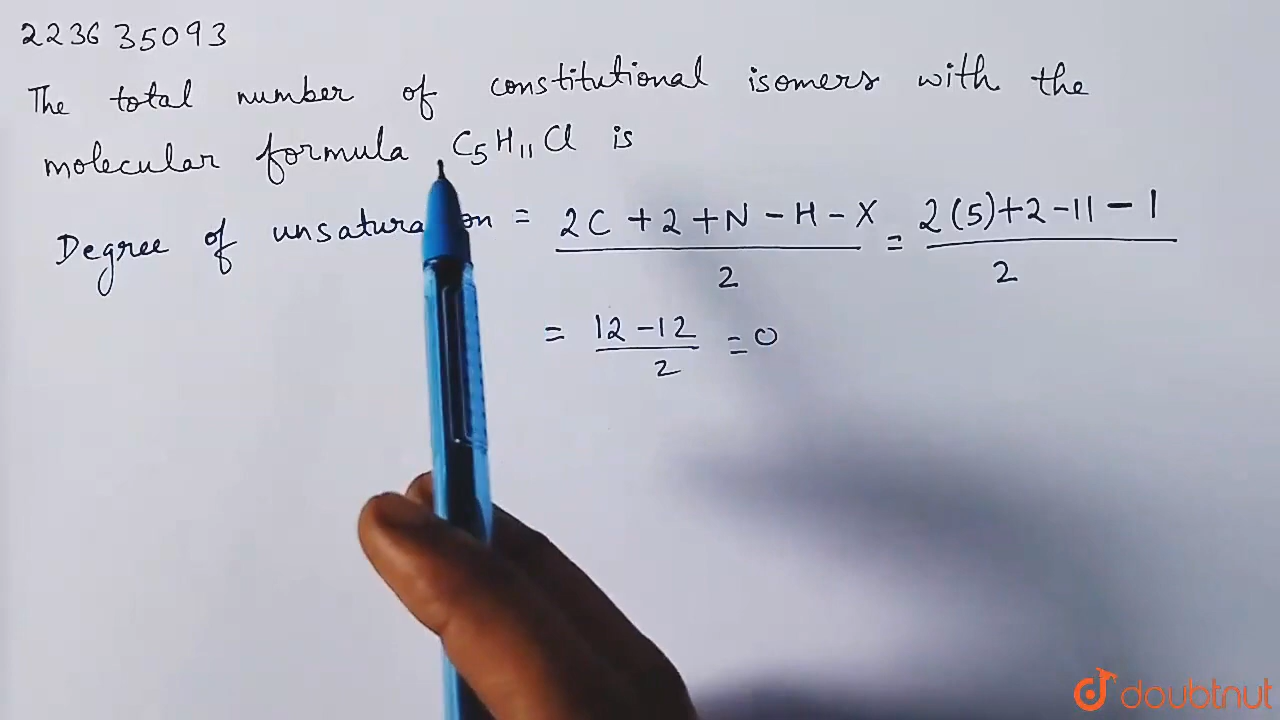 2236 35093
The total number of constitutional isomers with the
molecular formula C₅H₁₁Cl is
Degree of = 2C + 2 + N - H - X / 2 = 2(5) + 2 - 11 - 1 / 2
= 12 - 12 / 2 = 0
doubtnut